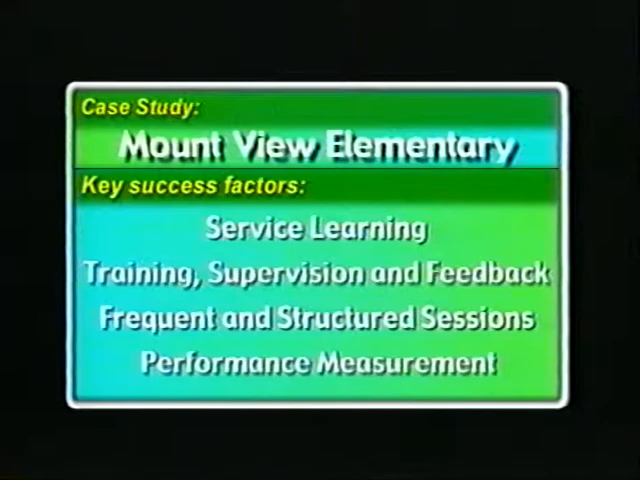 Case Study:
Mount View Elementary
Key success factors:
Service Learning
Training, Supervision and Feedback
Frequent and Structured Sessions
Performance Measurement